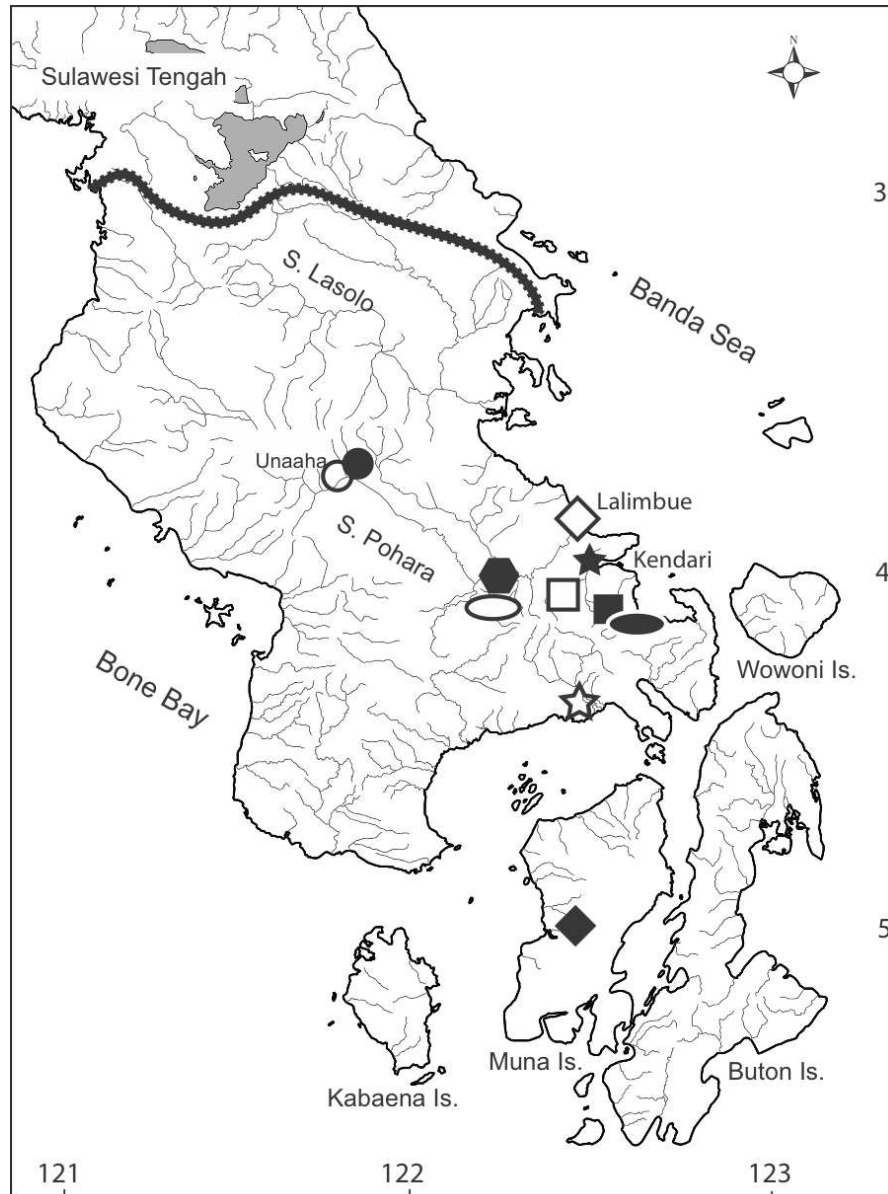 N
Sulawesi Tengah
3
S. Lasolo
Banda Sea
Unaaha
Lalimbue
S. Pohara
Kendari
4
Bone Bay
Wowoni Is.
5
Muna Is.
Buton Is.
Kabaena Is.
121
122
123